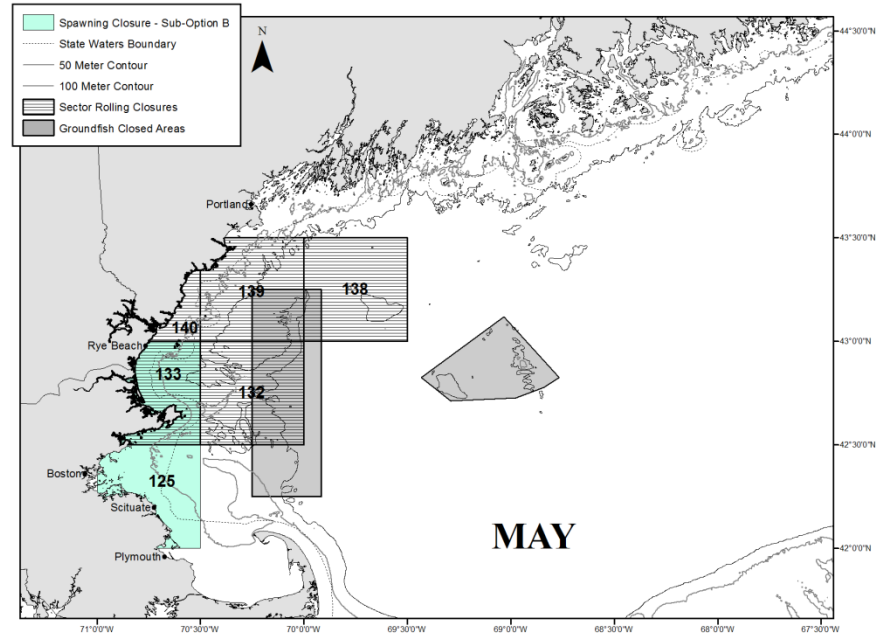 Spawning Closure - Sub-Option B
State Waters Boundary
50 Meter Contour
100 Meter Contour
Sector Rolling Closures
Groundfish Closed Areas
N
44°30'0"N
44°0'0"N
Portland
43°30'0"N
139
138
140
Rye Beach
43°0'0"N
133
132
42°30'0"N
Boston
125
Scituate
MAY
Plymouth
42°0'0"N
71°0'0"W
70°30'0"W
70°0'0"W
69°30'0"W
69°0'0"W
68°30'0"W
68°0'0"W
67°30'0"W